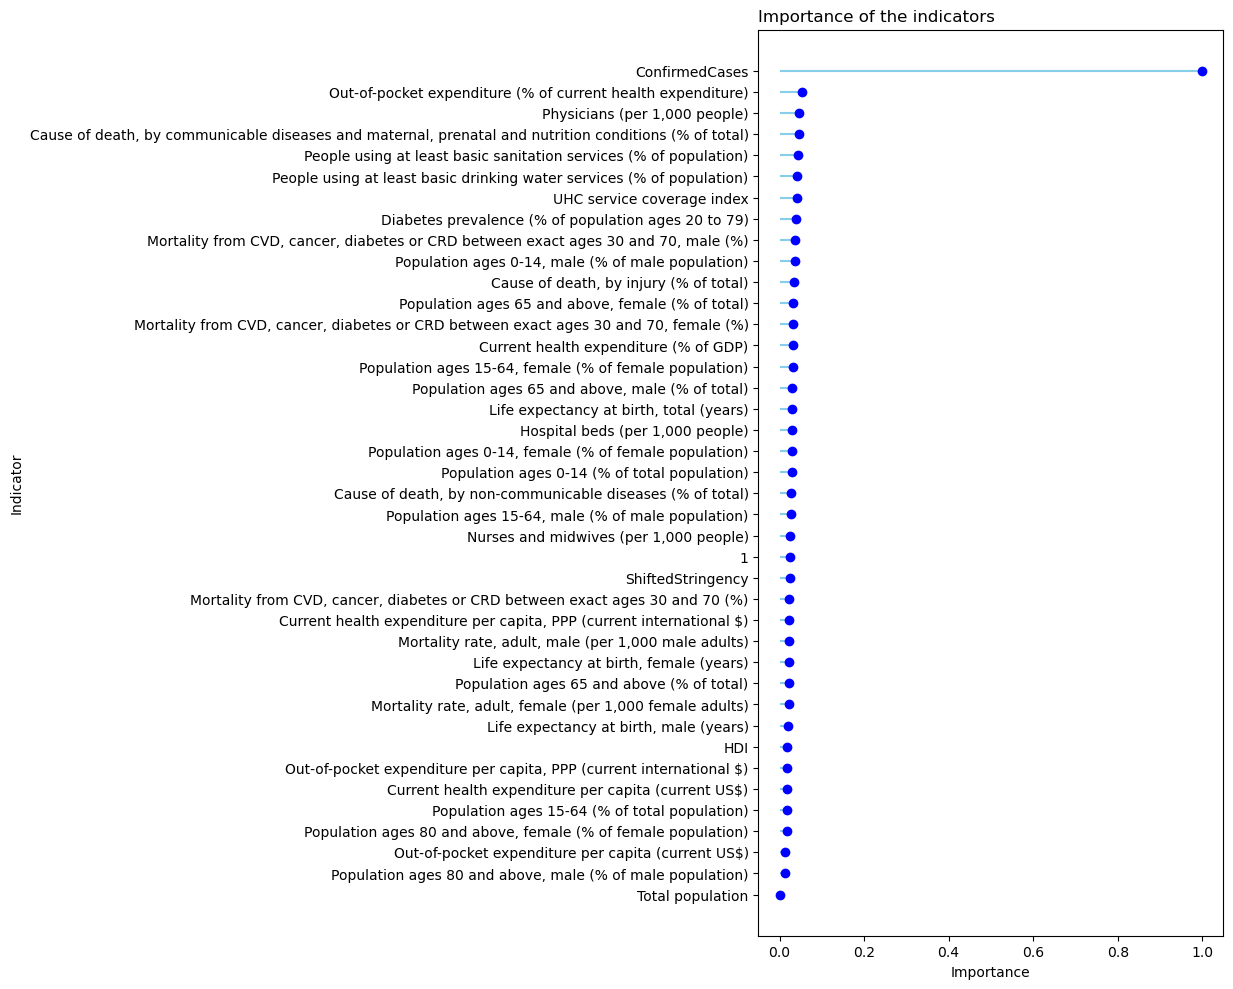 Importance of the indicators
ConfirmedCases
Out-of-pocket expenditure (% of current health expenditure)
Physicians (per 1,000 people)
Cause of death, by communicable diseases and maternal, prenatal and nutrition conditions (% of total)
People using at least basic sanitation services (% of population)
People using at least basic drinking water services (% of population)
UHC service coverage index
Diabetes prevalence (% of population ages 20 to 79)
Mortality from CVD, cancer, diabetes or CRD between exact ages 30 and 70, male (%)
Population ages 0-14, male (% of male population)
Cause of death, by injury (% of total)
Population ages 65 and above, female (% of total)
Mortality from CVD, cancer, diabetes or CRD between exact ages 30 and 70, female (%)
Current health expenditure (% of GDP)
Population ages 15-64, female (% of female population)
Population ages 65 and above, male (% of total)
Life expectancy at birth, total (years)
Hospital beds (per 1,000 people)
Population ages 0-14, female (% of female population)
Population ages 0-14 (% of total population)
Cause of death, by non-communicable diseases (% of total)
Population ages 15-64, male (% of male population)
Nurses and midwives (per 1,000 people)
1
ShiftedStringency
Mortality from CVD, cancer, diabetes or CRD between exact ages 30 and 70 (%)
Current health expenditure per capita, PPP (current international $)
Mortality rate, adult, male (per 1,000 male adults)
Life expectancy at birth, female (years)
Population ages 65 and above (% of total)
Mortality rate, adult, female (per 1,000 female adults)
Life expectancy at birth, male (years)
HDI
Out-of-pocket expenditure per capita, PPP (current international $)
Current health expenditure per capita (current US$)
Population ages 15-64 (% of total population)
Population ages 80 and above, female (% of female population)
Out-of-pocket expenditure per capita (current US$)
Population ages 80 and above, male (% of male population)
Total population
Indicator
0.0 0.2 0.4 0.6 0.8 1.0
Importance